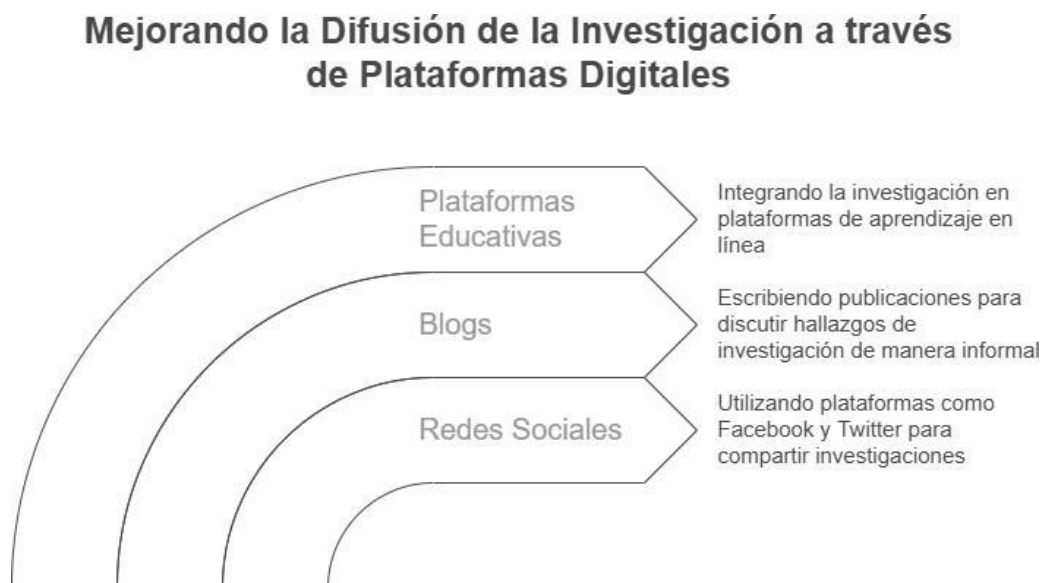 Mejorando la Difusión de la Investigación a través
de Plataformas Digitales
Plataformas
Educativas
Integrando la investigación en
plataformas de aprendizaje en
línea
Blogs
Escribiendo publicaciones para
discutir hallazgos de
investigación de manera informal
Redes Sociales
Utilizando plataformas como
Facebook y Twitter para
compartir investigaciones